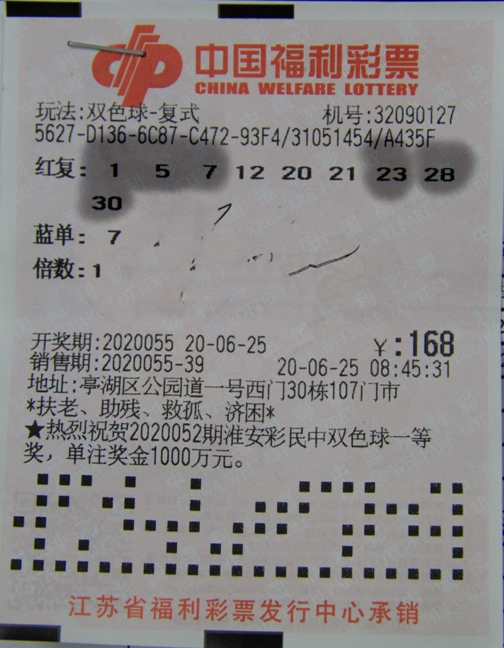 中国福利彩票
CHINA WELFARE LOTTERY
玩法:双色球-复式 机号:32090127
5627-D136-6C87-C472-93F4/31051454/A435F
红复: 1 5 7 12 20 21 23 28
30
蓝单: 7
倍数:1
开奖期:2020055 20-06-25 ¥:168
销售期:2020055-39 20-06-25 08:45:31
地址:亭湖区公园道一号西门30栋107门市
*扶老、助残、救孤、济困*
★热烈祝贺2020052期淮安彩民中双色球一等
奖，单注奖金1000万元。
江苏省福利彩票发行中心承销